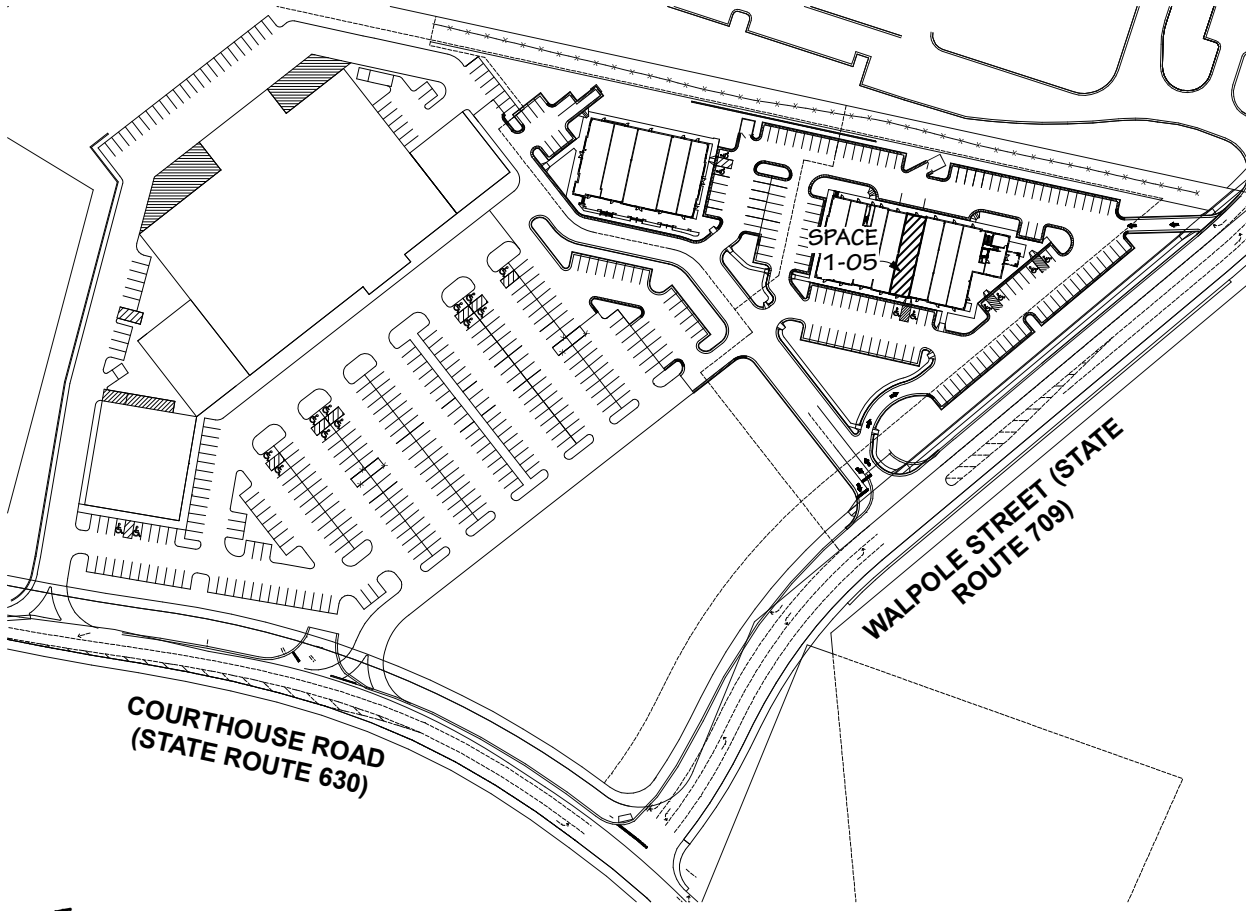 SPACE
1-05
WALPOLE STREET (STATE
ROUTE 709)
COURTHOUSE ROAD
(STATE ROUTE 630)